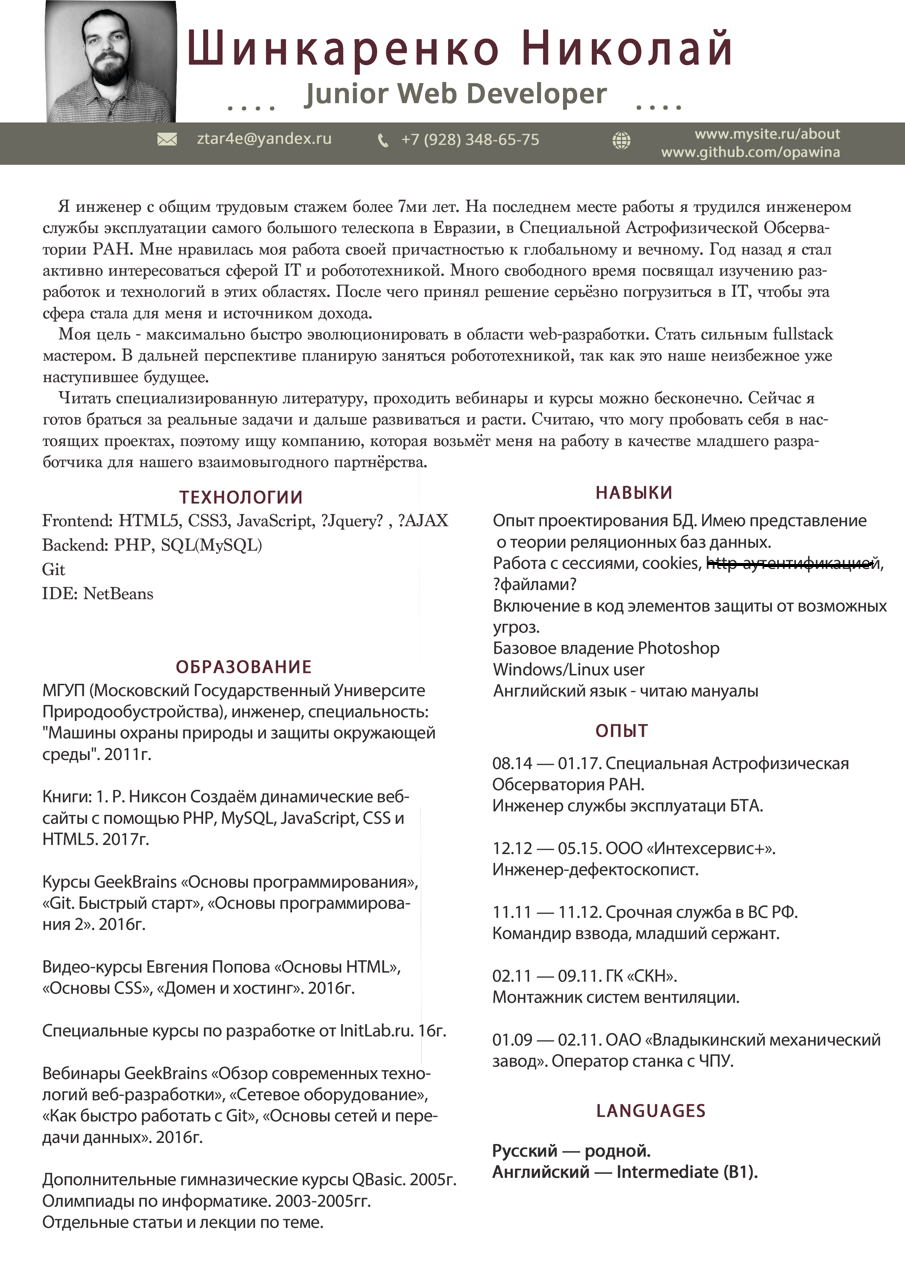 Шинкаренко Николай
.... Junior Web Developer ....
ztar4e@yandex.ru
+7 (928) 348-65-75
www.mysite.ru/about
www.github.com/opawina
Я инженер с общим трудовым стажем более 7ми лет. На последнем месте работы я трудился инженером
службы эксплуатации самого большого телескопа в Евразии, в Специальной Астрофизической Обсерва-
тории РАН. Мне нравилась моя работа своей причастностью к глобальному и вечному. Год назад я стал
активно интересоваться сферой IT и робототехникой. Много свободного время посвящал изучению раз-
работок и технологий в этих областях. После чего принял решение серьёзно погрузиться в IT, чтобы эта
сфера стала для меня и источником дохода.
Моя цель - максимально быстро эволюционировать в области web-разработки. Стать сильным fullstack
мастером. В дальней перспективе планирую заняться робототехникой, так как это наше неизбежное уже
наступившее будущее.
Читать специализированную литературу, проходить вебинары и курсы можно бесконечно. Сейчас я
готов браться за реальные задачи и дальше развиваться и расти. Считаю, что могу пробовать себя в нас-
тоящих проектах, поэтому ищу компанию, которая возьмёт меня на работу в качестве младшего разра-
ботчика для нашего взаимовыгодного партнёрства.
ТЕХНОЛОГИИ
Frontend: HTML5, CSS3, JavaScript, ?Jquery? , ?AJAX
Backend: PHP, SQL(MySQL)
Git
IDE: NetBeans
ОБРАЗОВАНИЕ
МГУП (Московский Государственный Университе
Природообустройства), инженер, специальность:
"Машины охраны природы и защиты окружающей
среды". 2011г.
Книги: 1. Р. Никсон Создаём динамические веб-
сайты с помощью PHP, MySQL, JavaScript, CSS и
HTML5. 2017г.
Курсы GeekBrains «Основы программирования»,
«Git. Быстрый старт», «Основы программирова-
ния 2». 2016г.
Видео-курсы Евгения Попова «Основы HTML»,
«Основы CSS», «Домен и хостинг». 2016г.
Специальные курсы по разработке от InitLab.ru. 16г.
Вебинары GeekBrains «Обзор современных техно-
логий веб-разработки», «Сетевое оборудование»,
«Как быстро работать с Git», «Основы сетей и пере-
дачи данных». 2016г.
Дополнительные гимназические курсы QBasic. 2005г.
Олимпиады по информатике. 2003-2005гг.
Отдельные статьи и лекции по теме.
НАВЫКИ
Опыт проектирования БД. Имею представление
о теории реляционных баз данных.
Работа с сессиями, cookies, http-аутентификацией,
?файлами?
Включение в код элементов защиты от возможных
угроз.
Базовое владение Photoshop
Windows/Linux user
Английский язык - читаю мануалы
ОПЫТ
08.14 — 01.17. Специальная Астрофизическая
Обсерватория РАН.
Инженер службы эксплуатаци БТА.
12.12 — 05.15. ООО «Интехсервис+».
Инженер-дефектоскопист.
11.11 — 11.12. Срочная служба в ВС РФ.
Командир взвода, младший сержант.
02.11 — 09.11. ГК «СКН».
Монтажник систем вентиляции.
01.09 — 02.11. ОАО «Владыкинский механический
завод». Оператор станка с ЧПУ.
LANGUAGES
Русский — родной.
Английский — Intermediate (B1).